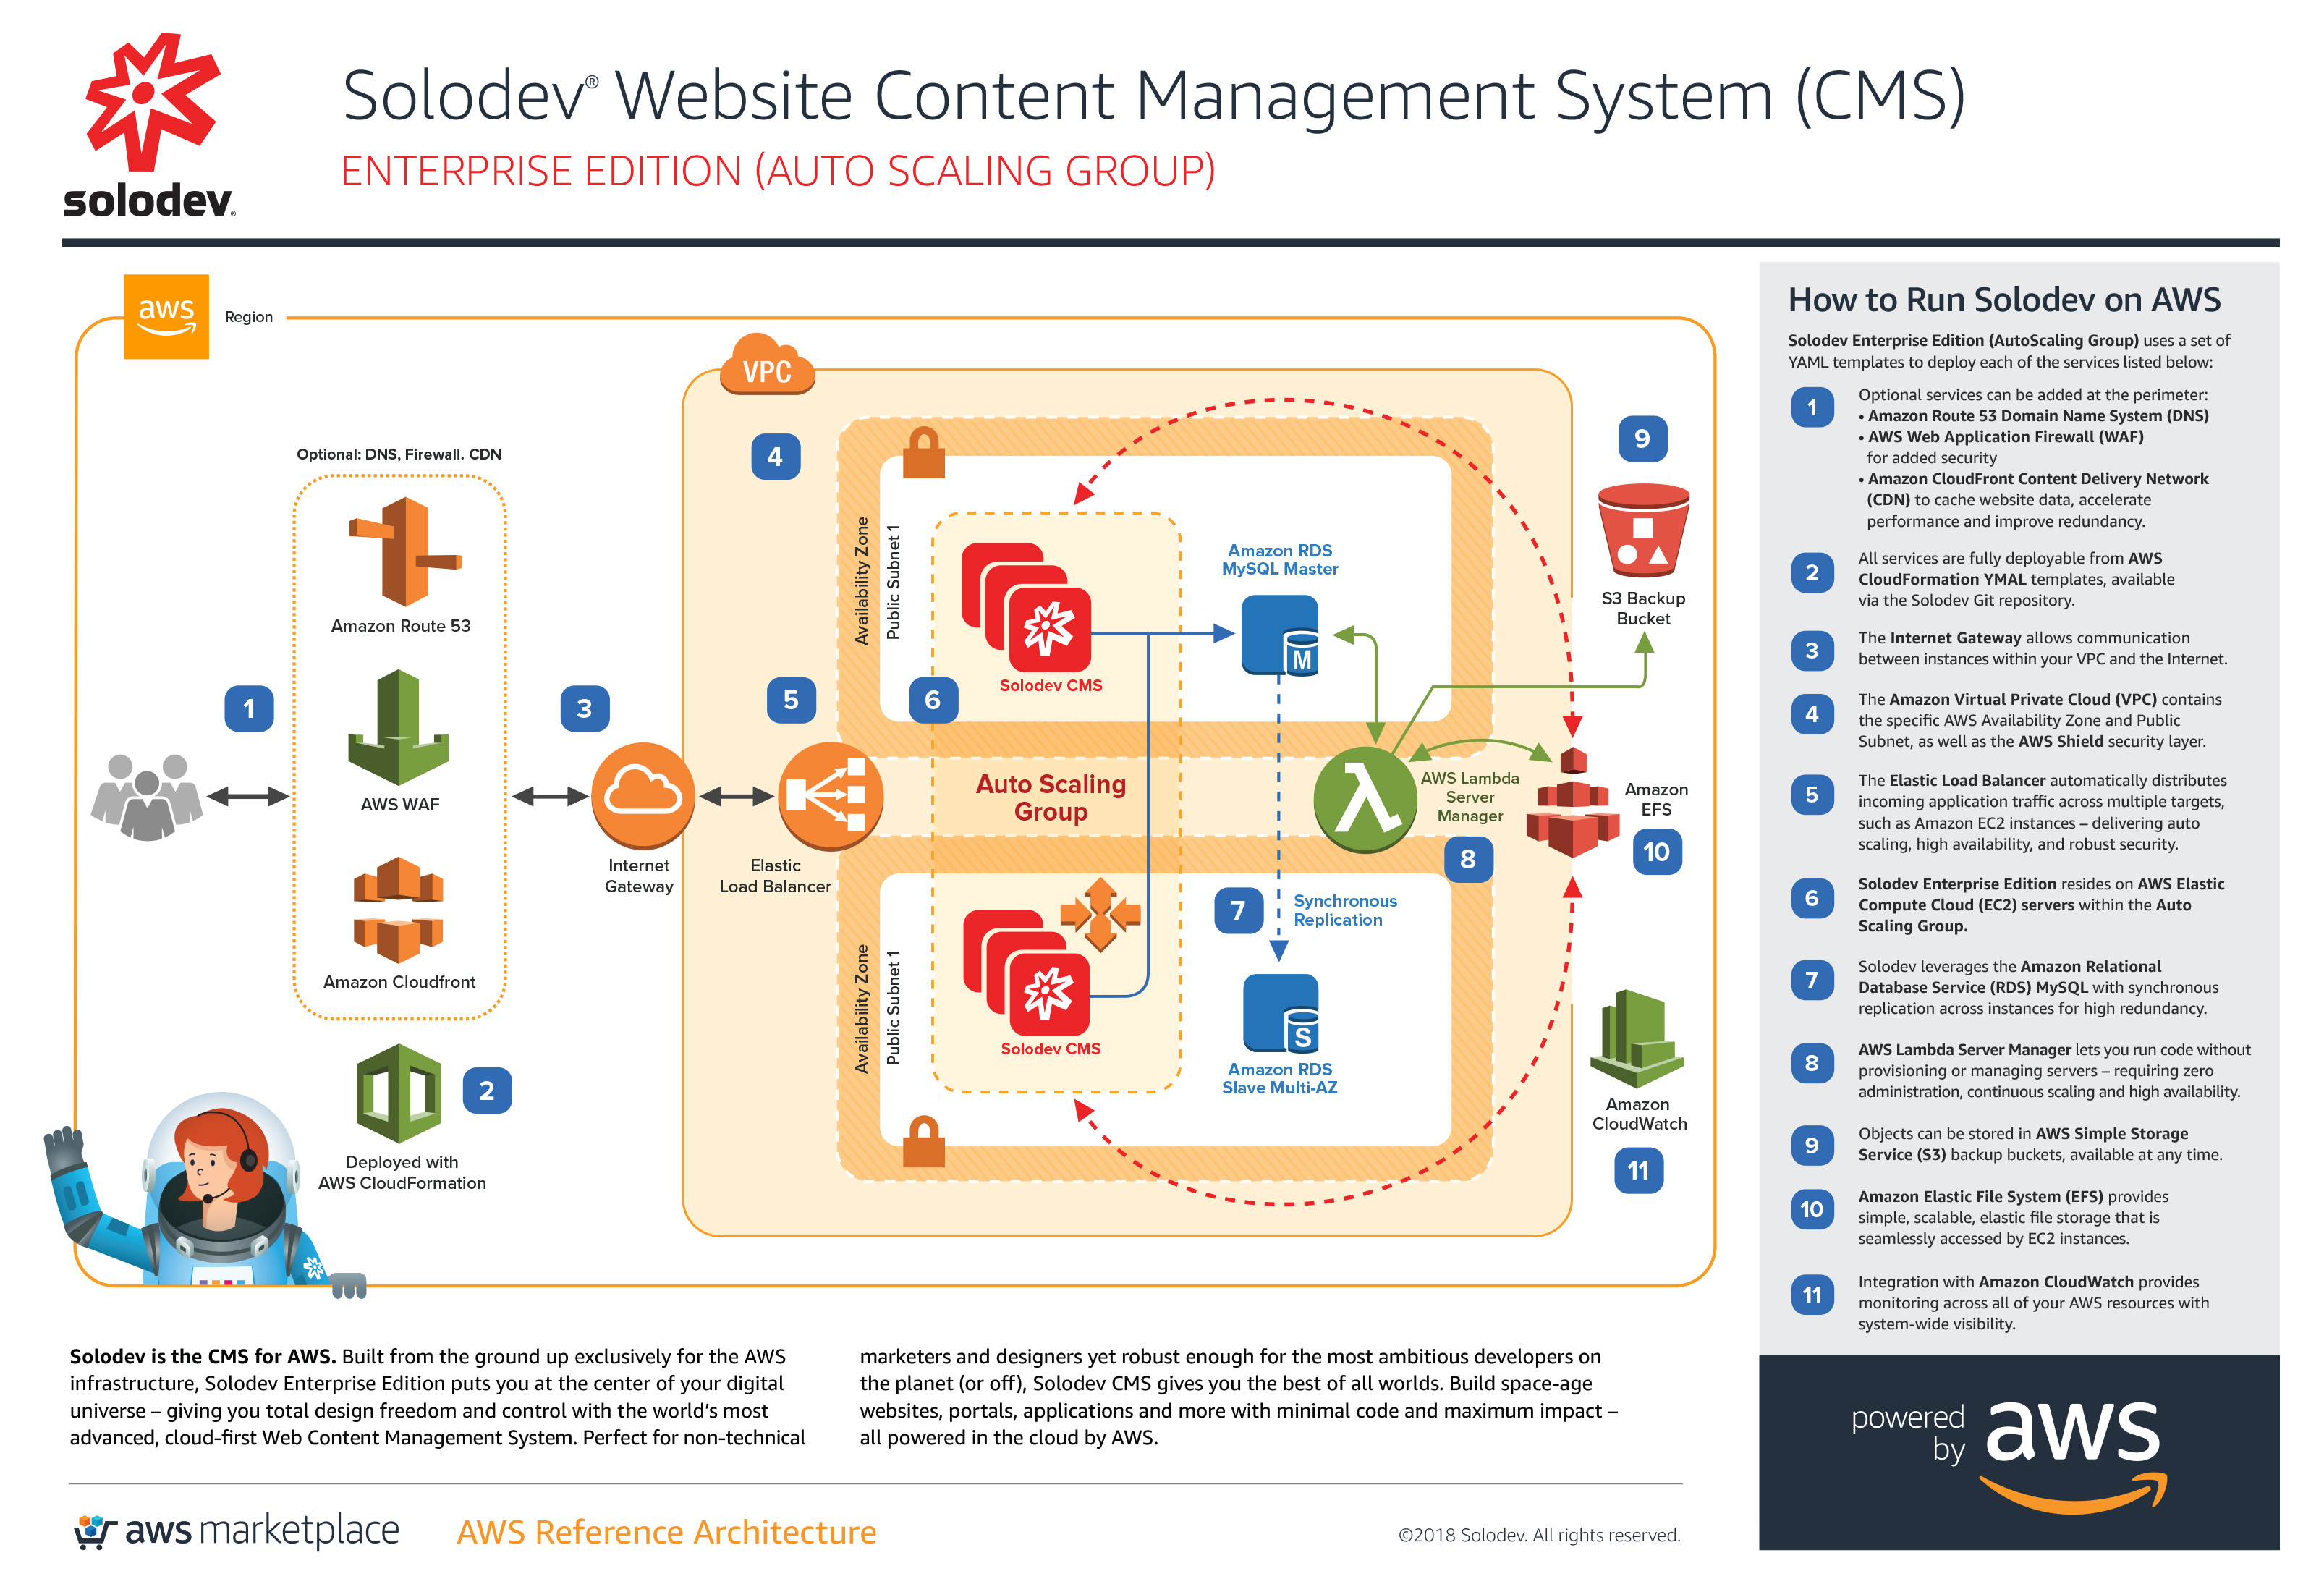 solodev®
Solodev® Website Content Management System (CMS)
ENTERPRISE EDITION (AUTO SCALING GROUP)
aws
Region
VPC
4
Optional: DNS, Firewall. CDN
Amazon Route 53
1
AWS WAF
3
Amazon Cloudfront
2
Deployed with
AWS CloudFormation
Internet
Gateway
5
Elastic
Load Balancer
Availability Zone
Public Subnet 1
Solodev CMS
6
Amazon RDS
MySQL Master
M
Auto Scaling
Group
AWS Lambda
Server
Manager
8
Availability Zone
Public Subnet 1
Solodev CMS
7
Synchronous
Replication
S
Amazon RDS
Slave Multi-AZ
9
S3 Backup
Bucket
Amazon
EFS
10
Amazon
CloudWatch
11
How to Run Solodev on AWS
Solodev Enterprise Edition (AutoScaling Group) uses a set of
YAML templates to deploy each of the services listed below:
1
Optional services can be added at the perimeter:
• Amazon Route 53 Domain Name System (DNS)
• AWS Web Application Firewall (WAF)
for added security
• Amazon CloudFront Content Delivery Network
(CDN) to cache website data, accelerate
performance and improve redundancy.
2
All services are fully deployable from AWS
CloudFormation YMAL templates, available
via the Solodev Git repository.
3
The Internet Gateway allows communication
between instances within your VPC and the Internet.
4
The Amazon Virtual Private Cloud (VPC) contains
the specific AWS Availability Zone and Public
Subnet, as well as the AWS Shield security layer.
5
The Elastic Load Balancer automatically distributes
incoming application traffic across multiple targets,
such as Amazon EC2 instances – delivering auto
scaling, high availability, and robust security.
6
Solodev Enterprise Edition resides on AWS Elastic
Compute Cloud (EC2) servers within the Auto
Scaling Group.
7
Solodev leverages the Amazon Relational
Database Service (RDS) MySQL with synchronous
replication across instances for high redundancy.
8
AWS Lambda Server Manager lets you run code without
provisioning or managing servers – requiring zero
administration, continuous scaling and high availability.
9
Objects can be stored in AWS Simple Storage
Service (S3) backup buckets, available at any time.
10
Amazon Elastic File System (EFS) provides
simple, scalable, elastic file storage that is
seamlessly accessed by EC2 instances.
11
Integration with Amazon CloudWatch provides
monitoring across all of your AWS resources with
system-wide visibility.
powered
by
aws
Solodev is the CMS for AWS. Built from the ground up exclusively for the AWS
infrastructure, Solodev Enterprise Edition puts you at the center of your digital
universe – giving you total design freedom and control with the world's most
advanced, cloud-first Web Content Management System. Perfect for non-technical
marketers and designers yet robust enough for the most ambitious developers on
the planet (or off), Solodev CMS gives you the best of all worlds. Build space-age
websites, portals, applications and more with minimal code and maximum impact –
all powered in the cloud by AWS.
aws marketplace
AWS Reference Architecture
©2018 Solodev. All rights reserved.